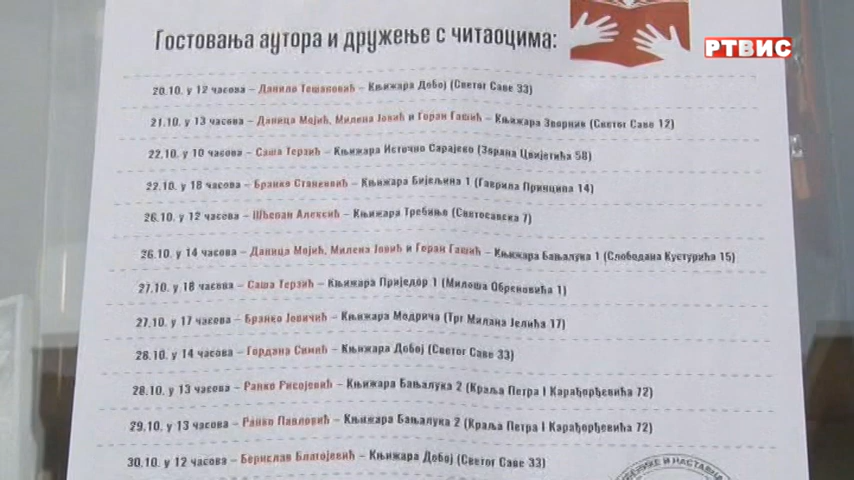 Гостовања аутора и дружење с читаоцима:
РТВИС
20.10. у 12 часова – Данило Тешановић – Књижара Добој (Светог Саве 33)
21.10. у 13 часова – Даница Мојић, Милена Јовић и Горан Гашић – Књижара Зворник (Светог Саве 12)
22.10. у 10 часова – Саша Терзић – Књижара Источно Сарајево (Зорана Цвијетића 58)
22.10. у 18 часова – Бранко Станковић – Књижара Бијељина 1 (Гаврила Принципа 14)
26.10. у 12 часова – Шћепан Алексић – Књижара Требиње (Светосавска 7)
26.10. у 14 часова – Даница Мојић, Милена Јовић и Горан Гашић – Књижара Бањалука 1 (Слободана Кустурића 15)
27.10. у 18 часова – Саша Терзић – Књижара Приједор 1 (Милоша Обреновића 1)
27.10. у 17 часова – Бранко Јовичић – Књижара Модрича (Трг Милана Јелића 17)
28.10. у 14 часова – Гордана Симић – Књижара Добој (Светог Саве 33)
28.10. у 13 часова – Ранко Рисојевић – Књижара Бањалука 2 (Краља Петра I Карађорђевића 72)
29.10. у 13 часова – Ранко Павловић – Књижара Бањалука 2 (Краља Петра I Карађорђевића 72)
30.10. у 12 часова – Берислав Благојевић – Књижара Добој (Светог Саве 33)
И НАСТАВНА